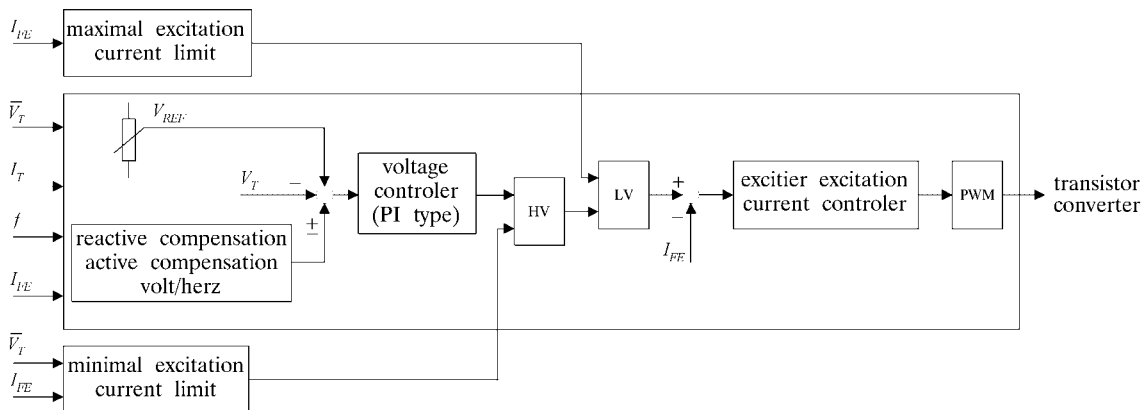 I_FE
maximal excitation
current limit
V̅_T
V_REF
I_T
V_T
−
±
voltage
controler
(PI type)
HV
LV
+
−
I_FE
excitier excitation
current controler
PWM
transistor
converter
f
reactive compensation
active compensation
volt/herz
I_FE
V̅_T
I_FE
minimal excitation
current limit